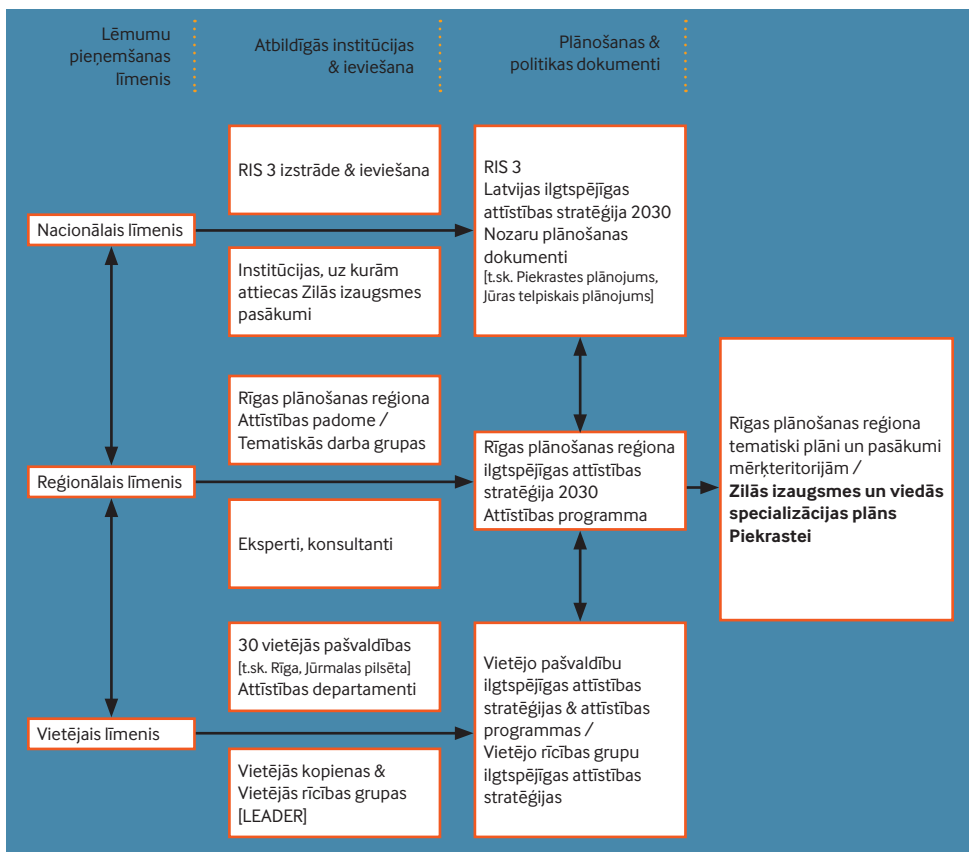 Lēmumu
pieņemšanas
līmenis
Atbildīgās institūcijas
& ieviešana
Plānošanas &
politikas dokumenti
RIS 3 izstrāde & ieviešana
RIS 3
Latvijas ilgtspējīgas
attīstības stratēģija 2030
Nozaru plānošanas
dokumenti
[t.sk. Piekrastes plānojums,
Jūras telpiskais plānojums]
Nacionālais līmenis
Institūcijas, uz kurām
attiecas Zilās izaugsmes
pasākumi
Rīgas plānošanas reģiona
Attīstības padome /
Tematiskās darba grupas
Reģionālais līmenis
Rīgas plānošanas reģiona
ilgtspējīgas attīstības
stratēģija 2030
Attīstības programma
Rīgas plānošanas reģiona
tematiski plāni un pasākumi
mērķteritorijām /
Zilās izaugsmes un viedās
specializācijas plāns
Piekrastei
Eksperti, konsultanti
30 vietējās pašvaldības
[t.sk. Rīga, Jūrmalas pilsēta]
Attīstības departamenti
Vietējais līmenis
Vietējo pašvaldību
ilgtspējīgas attīstības
stratēģijas & attīstības
programmas /
Vietējo rīcības grupu
ilgtspējīgas attīstības
stratēģijas
Vietējās kopienas &
Vietējās rīcības grupas
[LEADER]